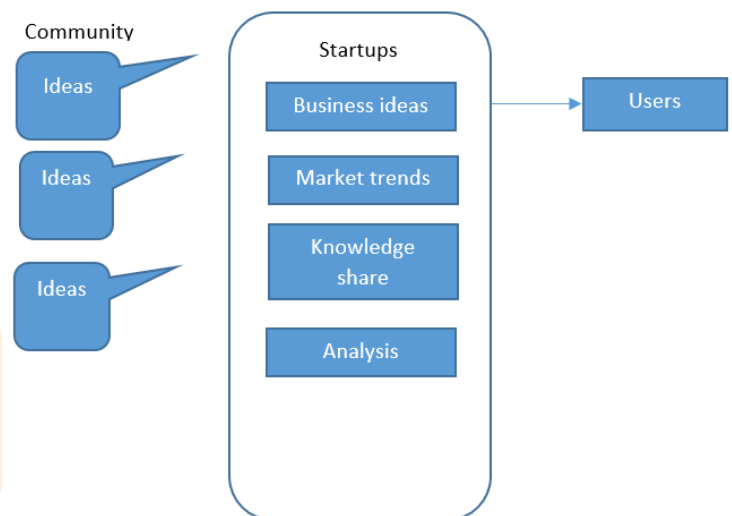 Community
Ideas
Ideas
Ideas
Startups
Business ideas
Market trends
Knowledge
share
Analysis
Users